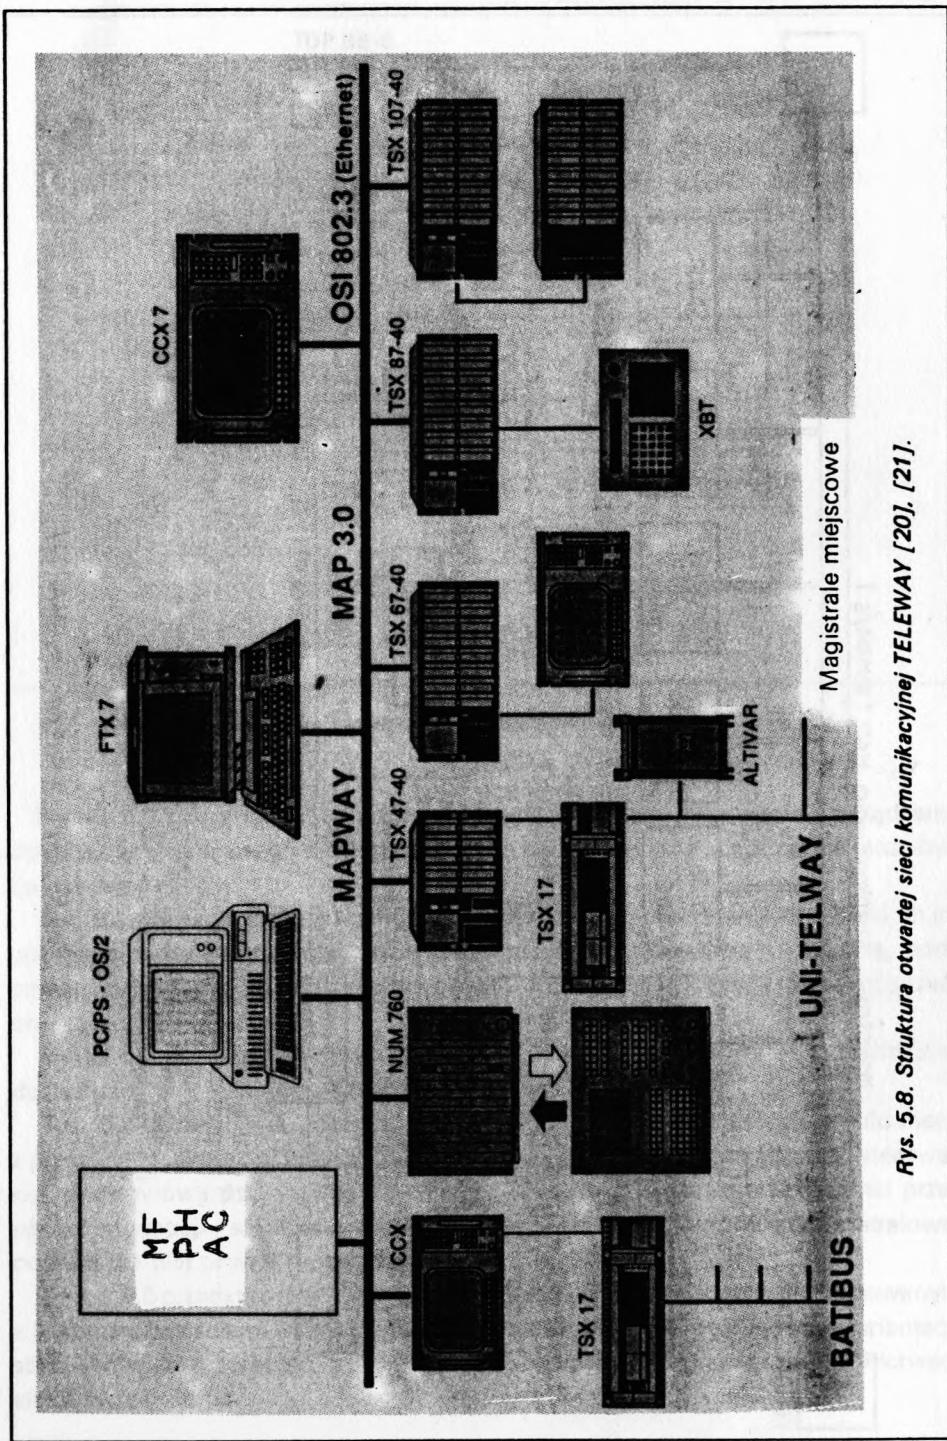 MF
PH
AC
PC/PS - OS/2
FTX 7
CCX 7
MAPWAY
MAP 3.0
OSI 802.3 (Ethernet)
CCX
NUM 760
TSX 47-40
TSX 67-40
TSX 87-40
TSX 107-40
TSX 17
TSX 17
ALTIVAR
XBT
BATIBUS
UNI-TELWAY
Magistrale miejscowe
Rys. 5.8. Struktura otwartej sieci komunikacyjnej TELEWAY [20], [21].